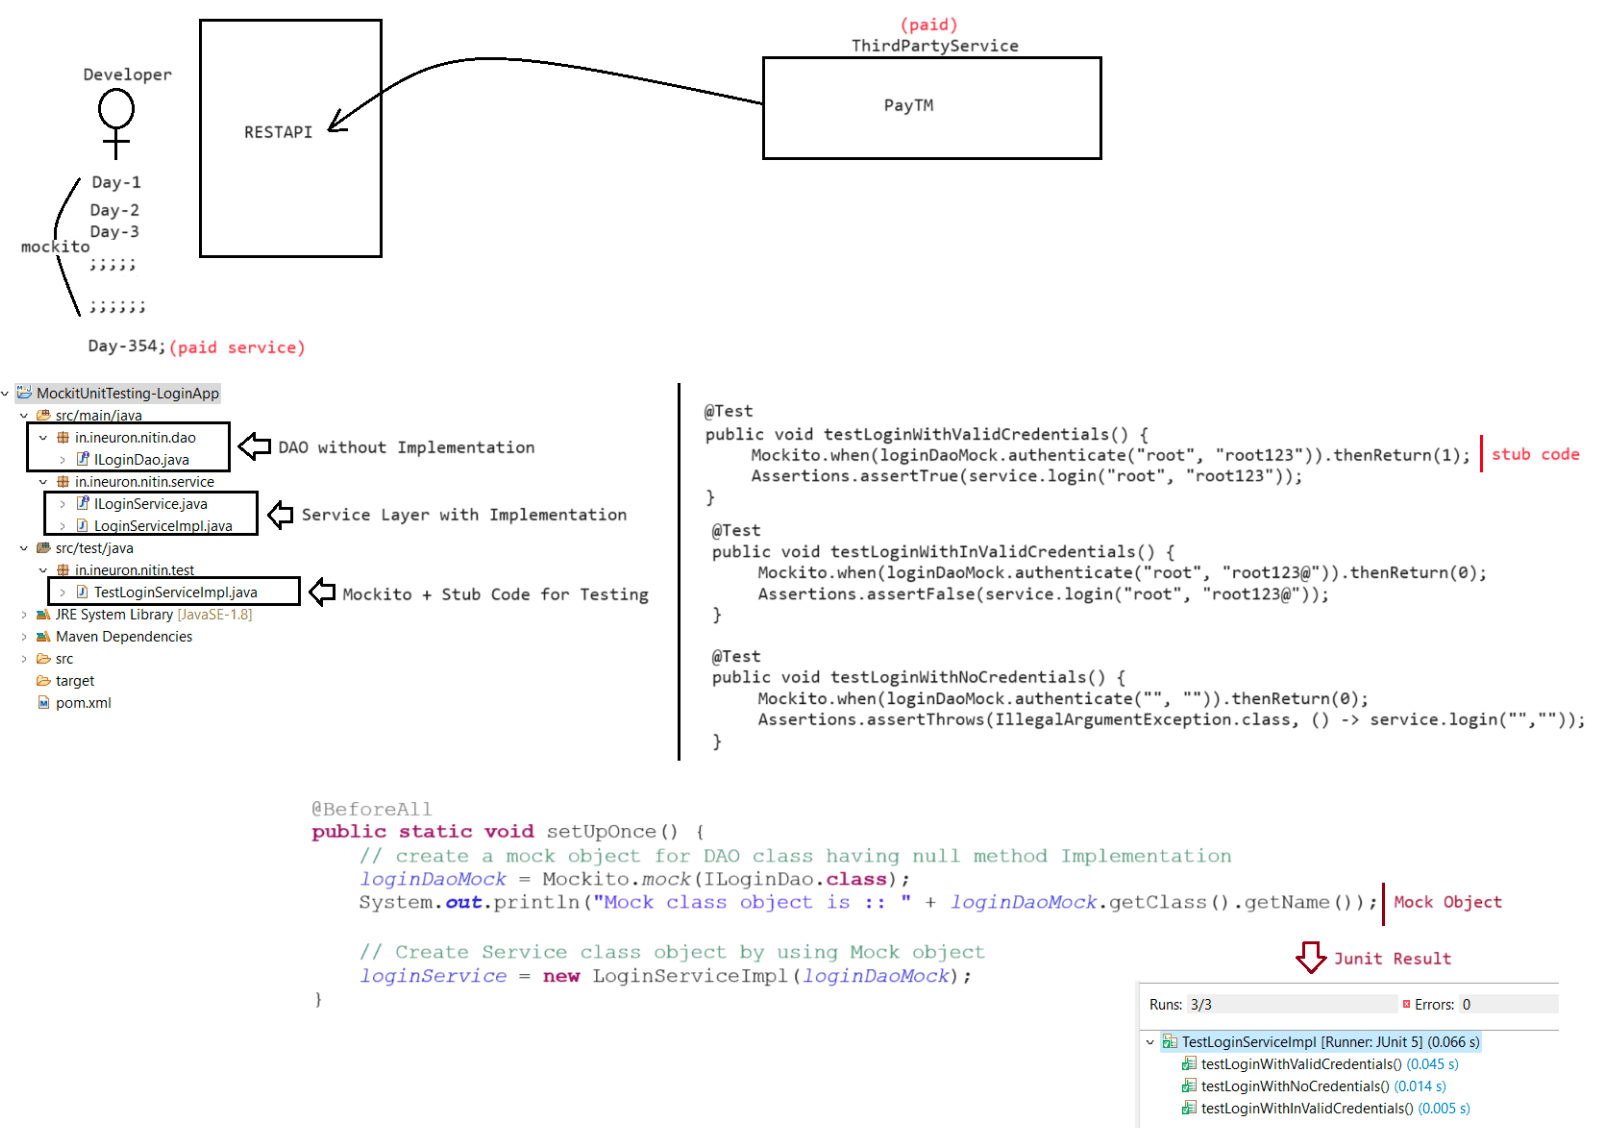 (paid)
ThirdPartyService
Developer
PayTM
RESTAPI
Day-1
Day-2
Day-3
mockito
;;;;;
;;;;;;
Day-354;(paid service)
MockitUnitTesting-LoginApp
src/main/java
in.ineuron.nitin.dao
ILoginDao.java
DAO without Implementation
in.ineuron.nitin.service
ILoginService.java
LoginServiceImpl.java
Service Layer with Implementation
src/test/java
in.ineuron.nitin.test
TestLoginServiceImpl.java
Mockito + Stub Code for Testing
JRE System Library [JavaSE-1.8]
Maven Dependencies
src
target
pom.xml
@Test
public void testLoginWithValidCredentials() {
Mockito.when(loginDaoMock.authenticate("root", "root123")).thenReturn(1);
stub code
Assertions.assertTrue(service.login("root", "root123"));
}
@Test
public void testLoginWithInValidCredentials() {
Mockito.when(loginDaoMock.authenticate("root", "root123@")).thenReturn(0);
Assertions.assertFalse(service.login("root", "root123@"));
}
@Test
public void testLoginWithNoCredentials() {
Mockito.when(loginDaoMock.authenticate("", "")).thenReturn(0);
Assertions.assertThrows(IllegalArgumentException.class, () -> service.login("",""));
}
@BeforeAll
public static void setUpOnce() {
// create a mock object for DAO class having null method Implementation
loginDaoMock = Mockito.mock(ILoginDao.class);
System.out.println("Mock class object is :: " + loginDaoMock.getClass().getName());
Mock Object
// Create Service class object by using Mock object
loginService = new LoginServiceImpl(loginDaoMock);
}
Junit Result
Runs: 3/3
Errors: 0
TestLoginServiceImpl [Runner: JUnit 5] (0.066 s)
testLoginWithValidCredentials() (0.045 s)
testLoginWithNoCredentials() (0.014 s)
testLoginWithInValidCredentials() (0.005 s)